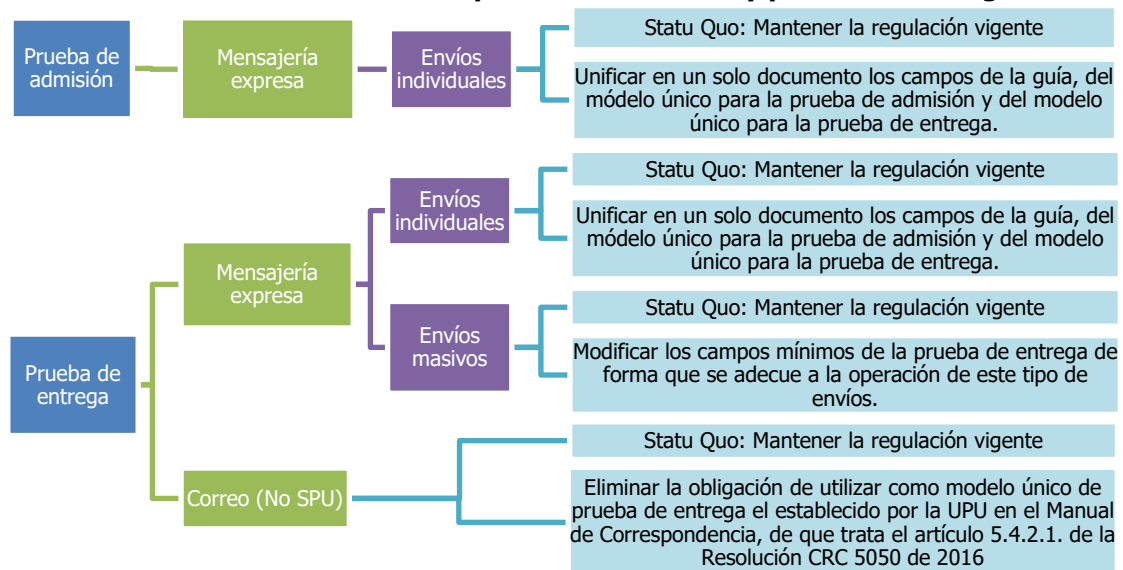 Prueba de
admisión
Mensajería
expresa
Envíos
individuales
Statu Quo: Mantener la regulación vigente
Unificar en un solo documento los campos de la guía, del
módelo único para la prueba de admisión y del modelo
único para la prueba de entrega.
Prueba de
entrega
Mensajería
expresa
Envíos
individuales
Statu Quo: Mantener la regulación vigente
Unificar en un solo documento los campos de la guía, del
módelo único para la prueba de admisión y del modelo
único para la prueba de entrega.
Envíos
masivos
Statu Quo: Mantener la regulación vigente
Modificar los campos mínimos de la prueba de entrega de
forma que se adecue a la operación de este tipo de
envíos.
Correo (No SPU)
Statu Quo: Mantener la regulación vigente
Eliminar la obligación de utilizar como modelo único de
prueba de entrega el establecido por la UPU en el Manual
de Correspondencia, de que trata el artículo 5.4.2.1. de la
Resolución CRC 5050 de 2016